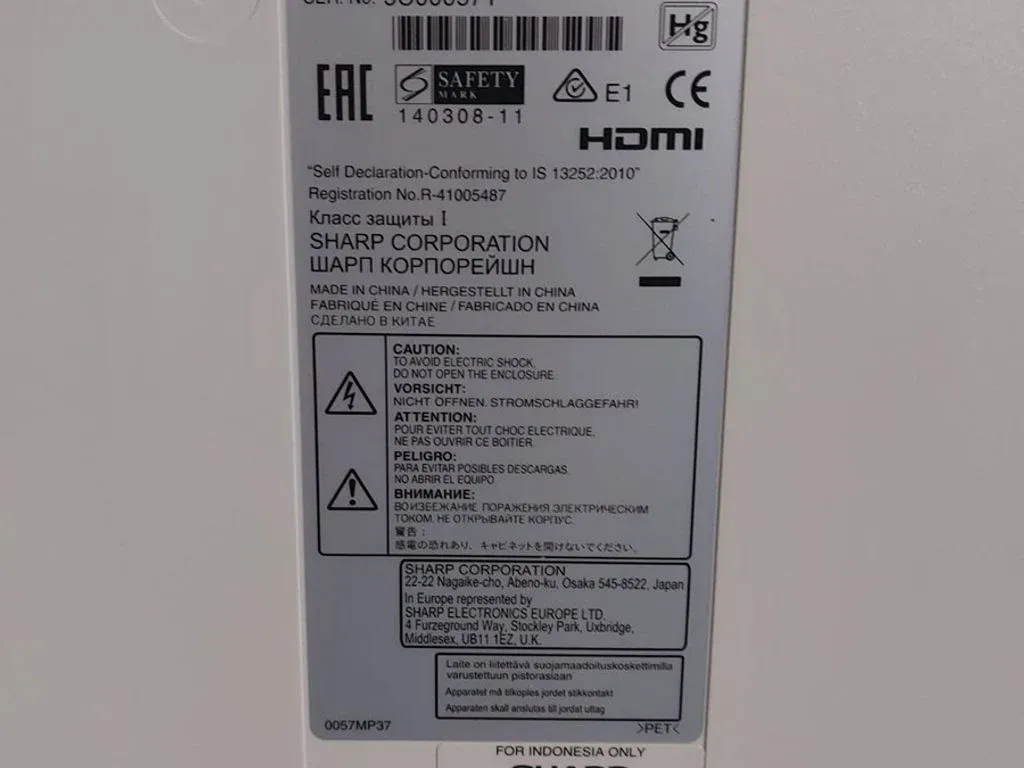 Hg
EAC
SAFETY
MARK
140308-11
E1
CE
HDMI
"Self Declaration-Conforming to IS 13252:2010"
Registration No.R-41005487
Класс защиты I
SHARP CORPORATION
ШАРП КОРПОРЕЙШН
MADE IN CHINA / HERGESTELLT IN CHINA
FABRIQUÉ EN CHINE / FABRICADO EN CHINA
СДЕЛАНО В КИТАЕ
CAUTION:
TO AVOID ELECTRIC SHOCK,
DO NOT OPEN THE ENCLOSURE
VORSICHT:
NICHT OFFNEN. STROMSCHLAGGEFAHR!
ATTENTION:
POUR EVITER TOUT CHOC ELECTRIQUE,
NE PAS OUVRIR CE BOITIER
PELIGRO:
PARA EVITAR POSIBLES DESCARGAS,
NO ABRIR EL EQUIPO
ВНИМАНИЕ:
ВО ИЗБЕЖАНИЕ ПОРАЖЕНИЯ ЭЛЕКТРИЧЕСКИМ
ТОКОМ, НЕ ОТКРЫВАЙТЕ КОРПУС.
警告：
感電の恐れあり、キャビネットを開けないでください。
SHARP CORPORATION
22-22 Nagaike-cho, Abeno-ku, Osaka 545-8522, Japan
In Europe represented by
SHARP ELECTRONICS EUROPE LTD.
4 Furzeground Way, Stockley Park, Uxbridge,
Middlesex, UB11 1EZ, U.K.
Laite on liitettävä suojamaadoituskoskettimilla
varustettuun pistorasiaan
Apparatet må tilkoples jordet stikkontakt
Apparaten skall anslutas till jordat uttag
0057MP37
>PET<
FOR INDONESIA ONLY